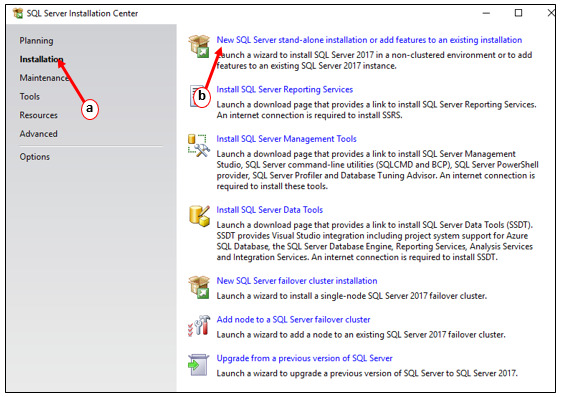 SQL Server Installation Center
Planning
Installation
Maintenance
Tools
Resources
Advanced
Options
a
b
New SQL Server stand-alone installation or add features to an existing installation
Launch a wizard to install SQL Server 2017 in a non-clustered environment or to add
features to an existing SQL Server 2017 instance.
Install SQL Server Reporting Services
Launch a download page that provides a link to install SQL Server Reporting Services.
An internet connection is required to install SSRS.
Install SQL Server Management Tools
Launch a download page that provides a link to install SQL Server Management
Studio, SQL Server command-line utilities (SQLCMD and BCP), SQL Server PowerShell
provider, SQL Server Profiler and Database Tuning Advisor. An internet connection is
required to install these tools.
Install SQL Server Data Tools
Launch a download page that provides a link to install SQL Server Data Tools (SSDT).
SSDT provides Visual Studio integration including project system support for Azure
SQL Database, the SQL Server Database Engine, Reporting Services, Analysis Services
and Integration Services. An internet connection is required to install SSDT.
New SQL Server failover cluster installation
Launch a wizard to install a single-node SQL Server 2017 failover cluster.
Add node to a SQL Server failover cluster
Launch a wizard to add a node to an existing SQL Server 2017 failover cluster.
Upgrade from a previous version of SQL Server
Launch a wizard to upgrade a previous version of SQL Server to SQL Server 2017.